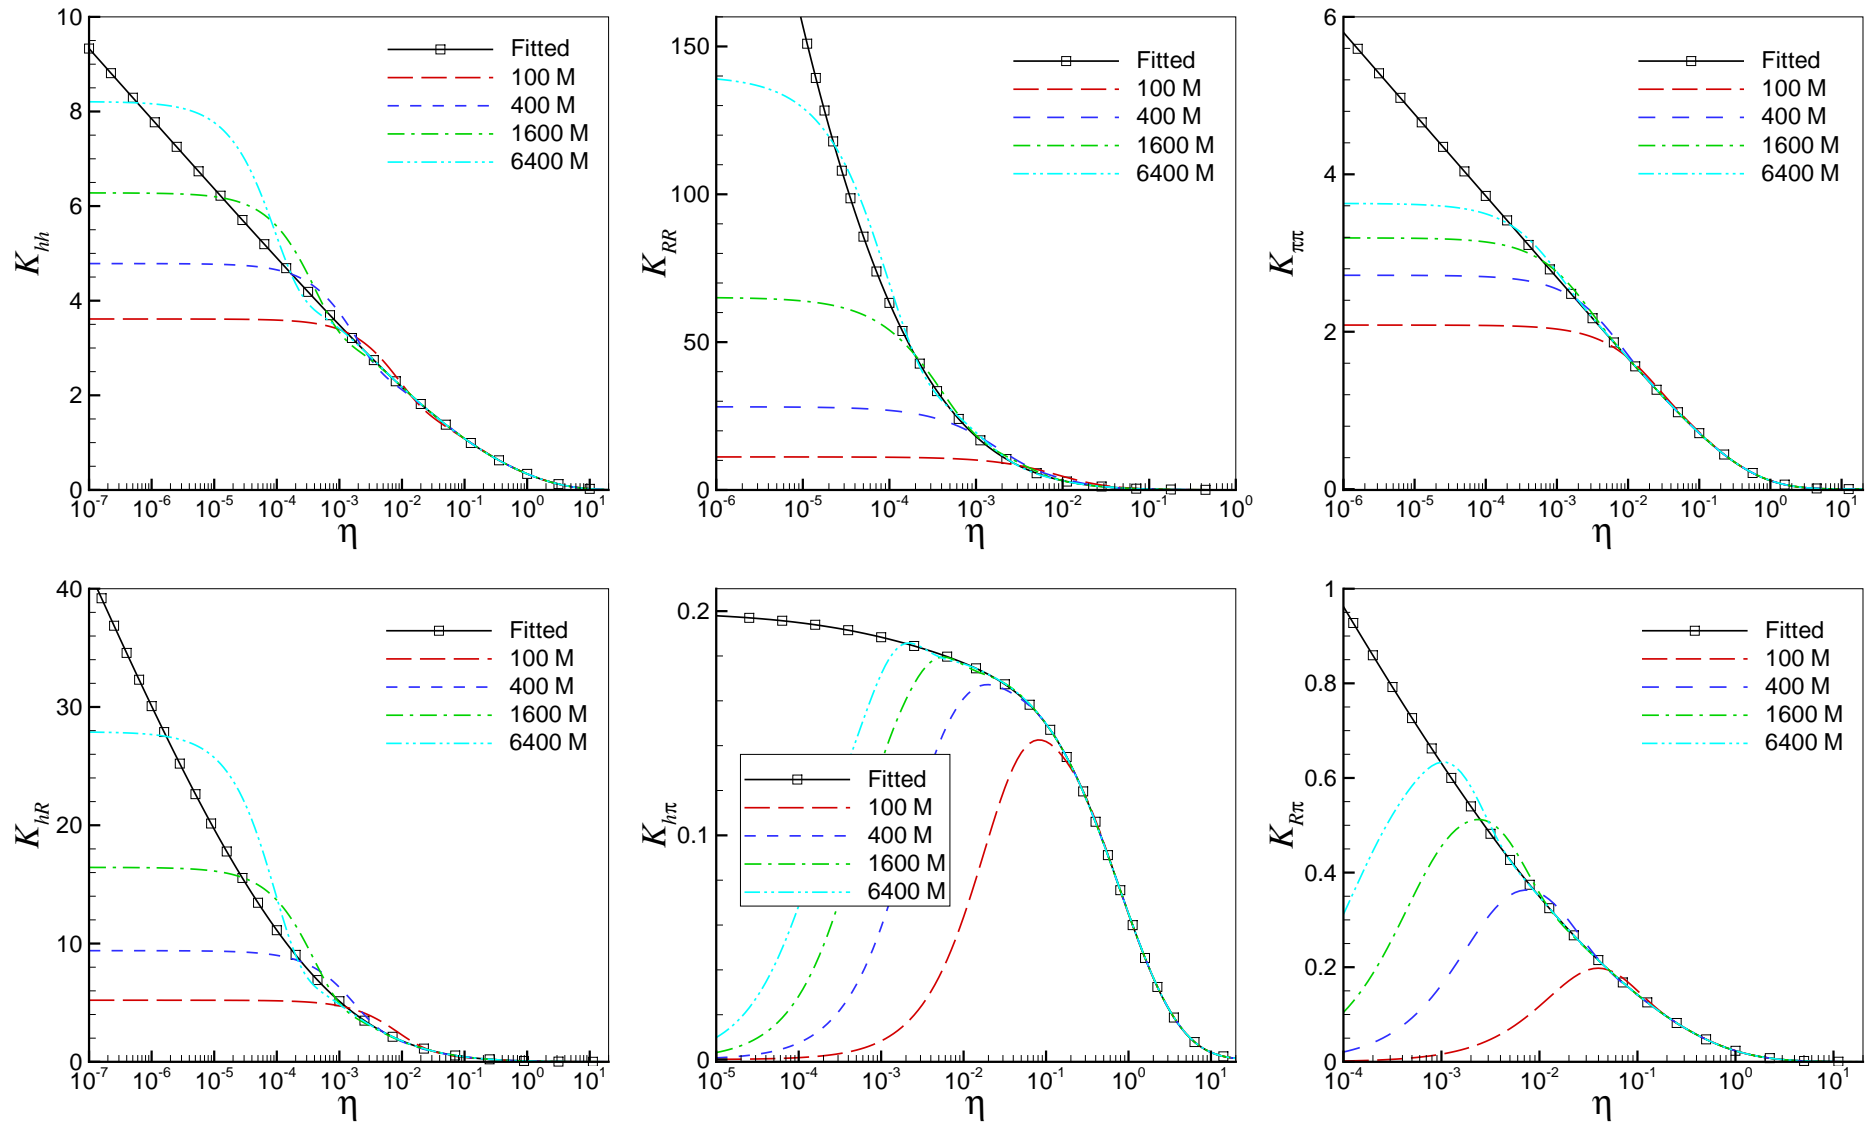 10
8
6
4
2
0
K_hh
10^-7
10^-6
10^-5
10^-4
10^-3
10^-2
10^-1
10^0
10^1
η
Fitted
100 M
400 M
1600 M
6400 M
150
100
50
0
K_RR
10^-6
10^-5
10^-4
10^-3
10^-2
10^-1
10^0
η
Fitted
100 M
400 M
1600 M
6400 M
6
4
2
0
K_ππ
10^-6
10^-5
10^-4
10^-3
10^-2
10^-1
10^0
10^1
η
Fitted
100 M
400 M
1600 M
6400 M
40
30
20
10
0
K_hR
10^-7
10^-6
10^-5
10^-4
10^-3
10^-2
10^-1
10^0
10^1
η
Fitted
100 M
400 M
1600 M
6400 M
0.2
0.1
0
K_hπ
10^-5
10^-4
10^-3
10^-2
10^-1
10^0
10^1
η
Fitted
100 M
400 M
1600 M
6400 M
1
0.8
0.6
0.4
0.2
0
K_Rπ
10^-4
10^-3
10^-2
10^-1
10^0
10^1
η
Fitted
100 M
400 M
1600 M
6400 M